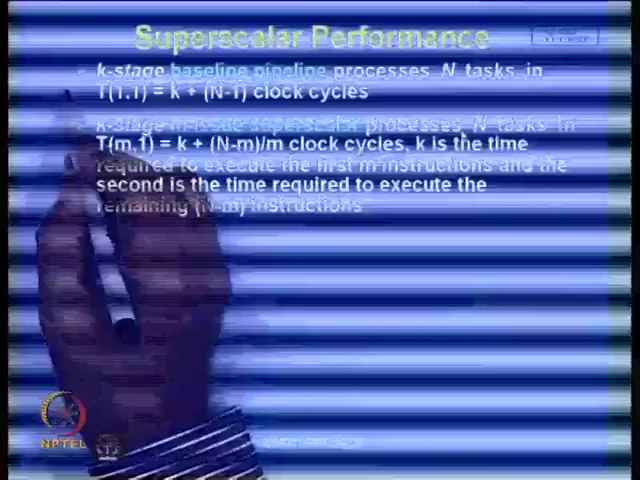 Superscalar Performance
k-stage baseline pipeline processes N tasks in
T(1,1) = k + (N-1) clock cycles
k-stage m-issue superscalar processes N tasks in
T(m,1) = k + (N-m)/m clock cycles, k is the time
required to execute the first m instructions and the
second is the time required to execute the
remaining (N-m) instructions
NPTEL